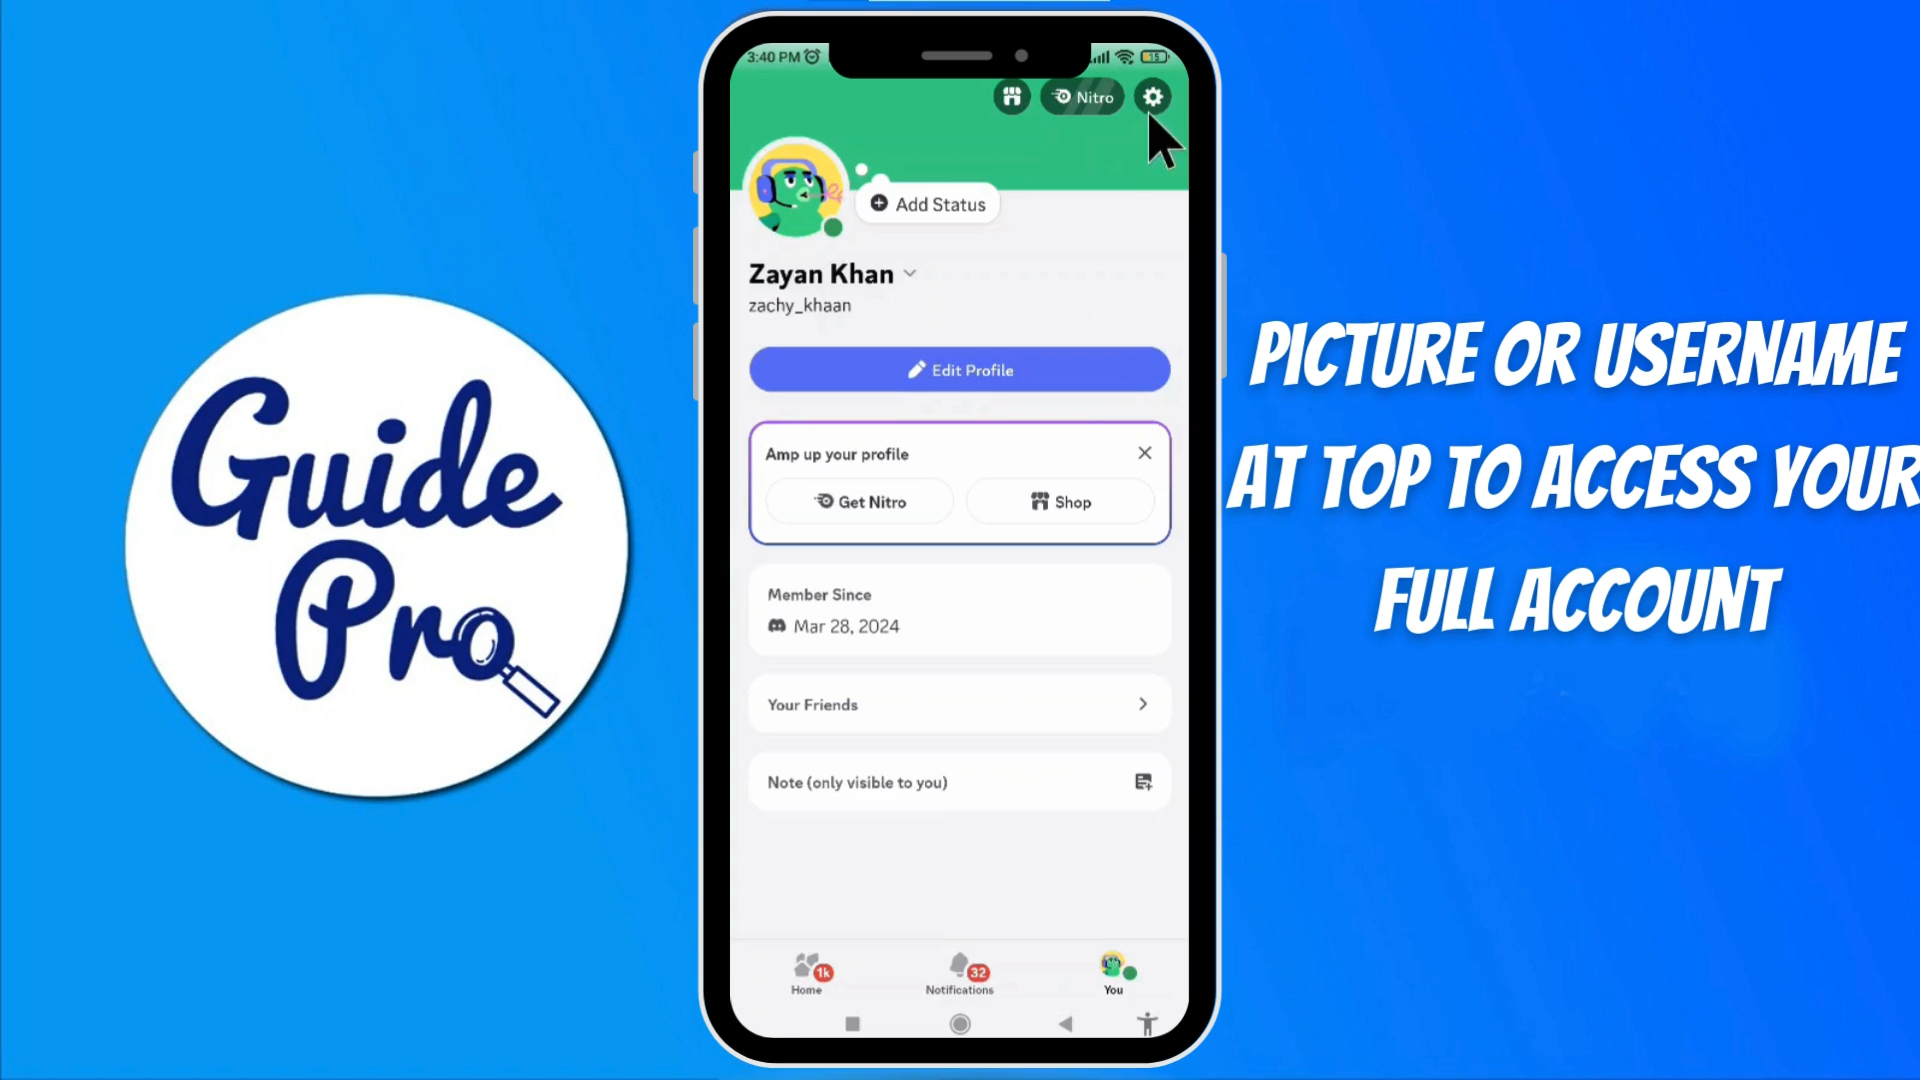 3:40 PM
15
Nitro
Add Status
Zayan Khan
zachy_khaan
Edit Profile
Amp up your profile
Get Nitro
Shop
Member Since
Mar 28, 2024
Your Friends
Note (only visible to you)
1k
32
Home
Notifications
You
Guide
Pro
PICTURE OR USERNAME
AT TOP TO ACCESS YOUR
FULL ACCOUNT